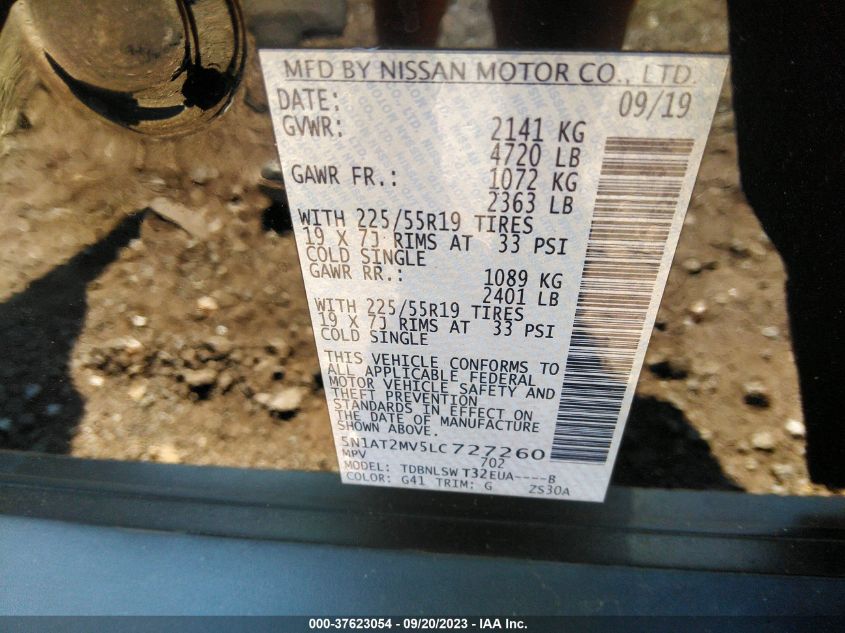 MFD BY NISSAN MOTOR CO., LTD.
DATE: 09/19
GVWR: 2141 KG
4720 LB
GAWR FR.: 1072 KG
2363 LB
WITH 225/55R19 TIRES
19 X 7J RIMS AT 33 PSI
COLD SINGLE
GAWR RR.: 1089 KG
2401 LB
WITH 225/55R19 TIRES
19 X 7J RIMS AT 33 PSI
COLD SINGLE
THIS VEHICLE CONFORMS TO
ALL APPLICABLE FEDERAL
MOTOR VEHICLE SAFETY AND
THEFT PREVENTION
STANDARDS IN EFFECT ON
THE DATE OF MANUFACTURE
SHOWN ABOVE.
5N1AT2MV5LC727260
MPV 702
MODEL: TDBNLSW T32EUA----B
COLOR: G41 TRIM: G ZS30A
000-37623054 - 09/20/2023 - IAA Inc.